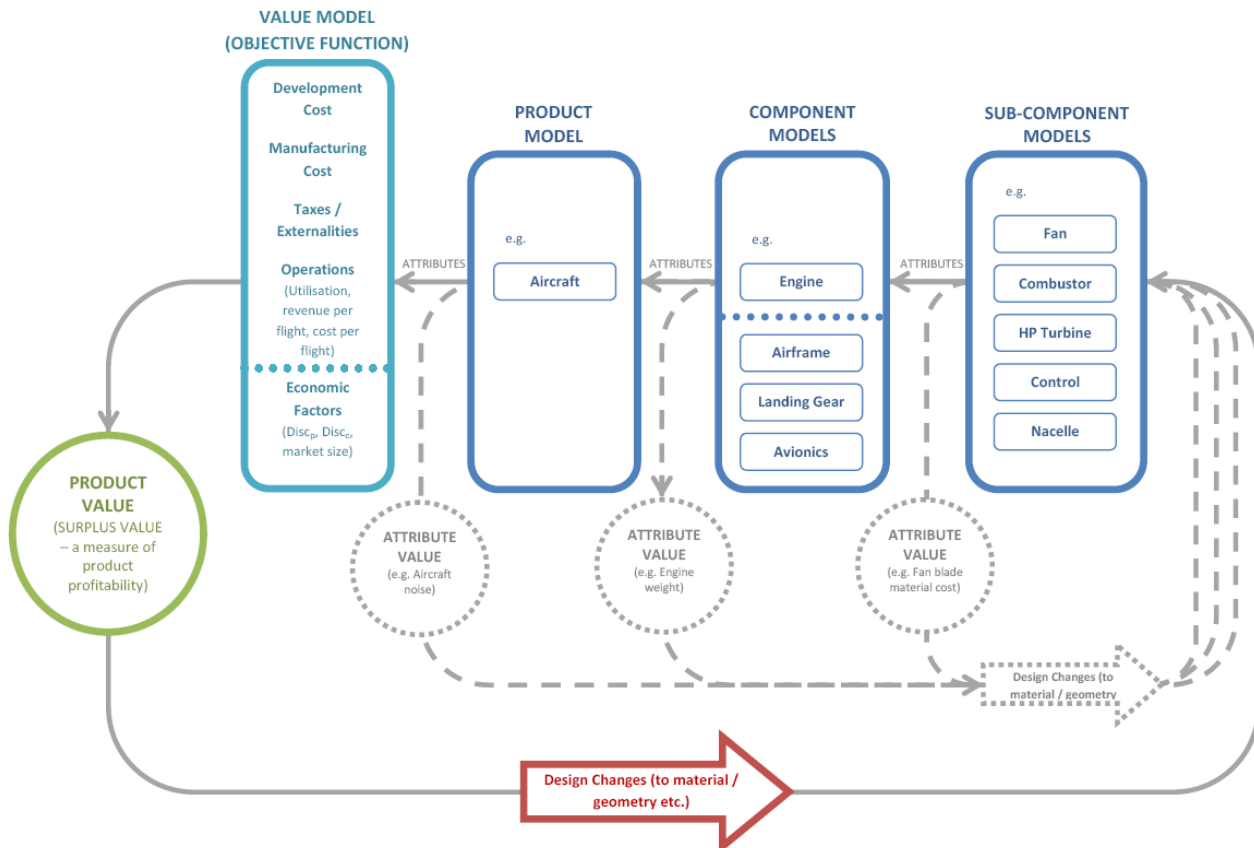 VALUE MODEL
(OBJECTIVE FUNCTION)
Development
Cost
Manufacturing
Cost
Taxes /
Externalities
Operations
(Utilisation,
revenue per
flight, cost per
flight)
Economic
Factors
(Discp, Discc,
market size)
PRODUCT
MODEL
e.g.
Aircraft
COMPONENT
MODELS
e.g.
Engine
Airframe
Landing Gear
Avionics
SUB-COMPONENT
MODELS
e.g.
Fan
Combustor
HP Turbine
Control
Nacelle
ATTRIBUTES
ATTRIBUTES
ATTRIBUTES
PRODUCT
VALUE
(SURPLUS VALUE
– a measure of
product
profitability)
ATTRIBUTE
VALUE
(e.g. Aircraft
noise)
ATTRIBUTE
VALUE
(e.g. Engine
weight)
ATTRIBUTE
VALUE
(e.g. Fan blade
material cost)
Design Changes (to
material / geometry
Design Changes (to material /
geometry etc.)